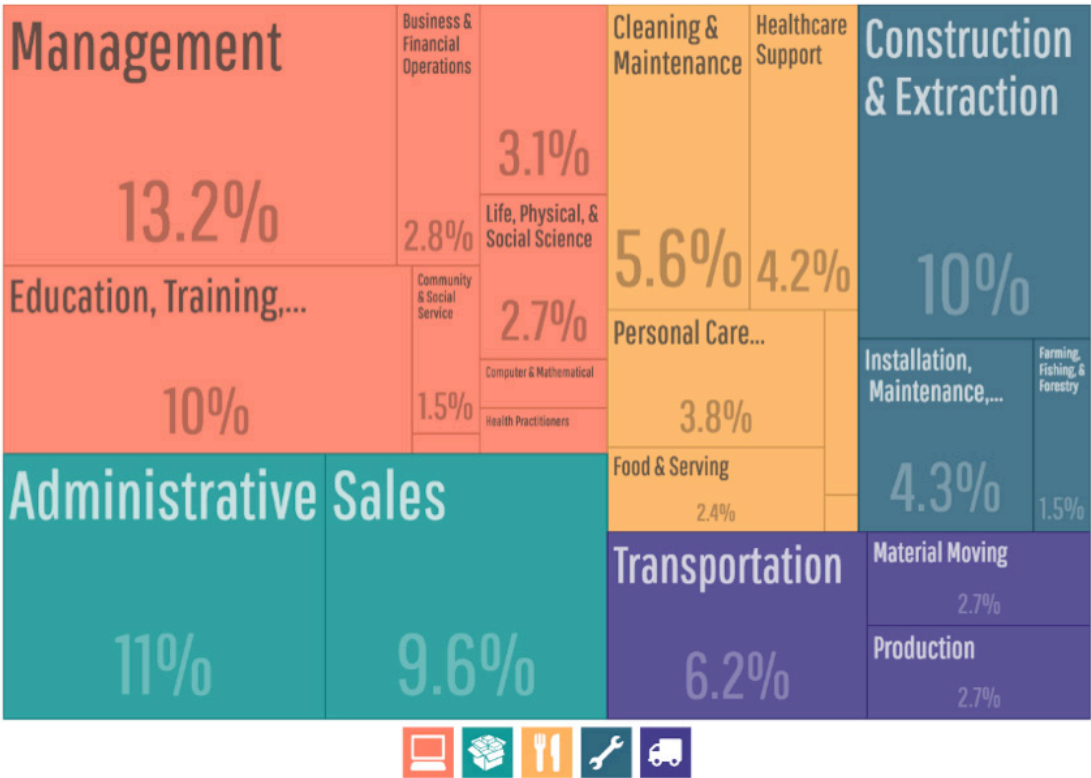 Management
13.2%
Business &
Financial
Operations
2.8%
3.1%
Life, Physical, &
Social Science
2.7%
Education, Training,...
10%
Community
& Social
Service
1.5%
Computer & Mathematical
Health Practitioners
Administrative
11%
Sales
9.6%
Cleaning &
Maintenance
5.6%
Healthcare
Support
4.2%
Personal Care...
3.8%
Food & Serving
2.4%
Construction
& Extraction
10%
Installation,
Maintenance,...
4.3%
Farming,
Fishing, &
Forestry
1.5%
Transportation
6.2%
Material Moving
2.7%
Production
2.7%